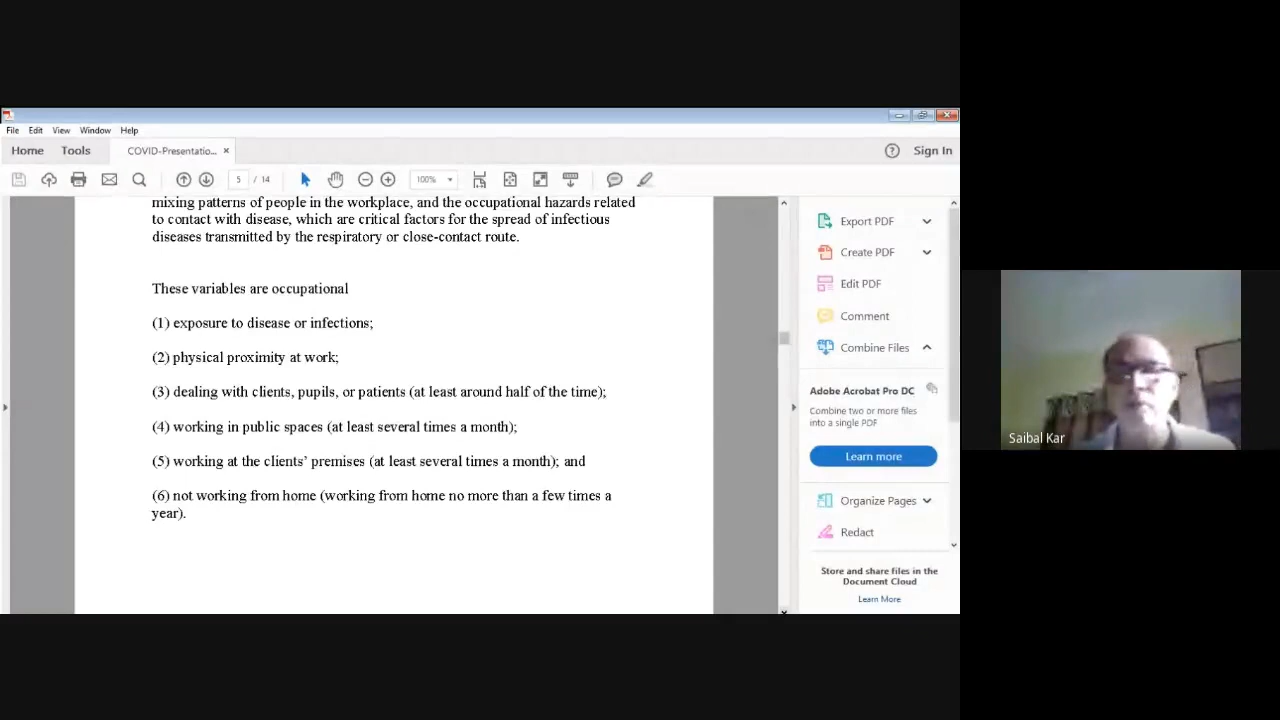 File Edit View Window Help
Home Tools COVID-Presentatio... × Sign In
5 / 14 100%
mixing patterns of people in the workplace, and the occupational hazards related
to contact with disease, which are critical factors for the spread of infectious
diseases transmitted by the respiratory or close-contact route.
These variables are occupational
(1) exposure to disease or infections;
(2) physical proximity at work;
(3) dealing with clients, pupils, or patients (at least around half of the time);
(4) working in public spaces (at least several times a month);
(5) working at the clients’ premises (at least several times a month); and
(6) not working from home (working from home no more than a few times a
year).
Export PDF
Create PDF
Edit PDF
Comment
Combine Files
Adobe Acrobat Pro DC
Combine two or more files
into a single PDF
Learn more
Organize Pages
Redact
Store and share files in the
Document Cloud
Learn More
Saibal Kar